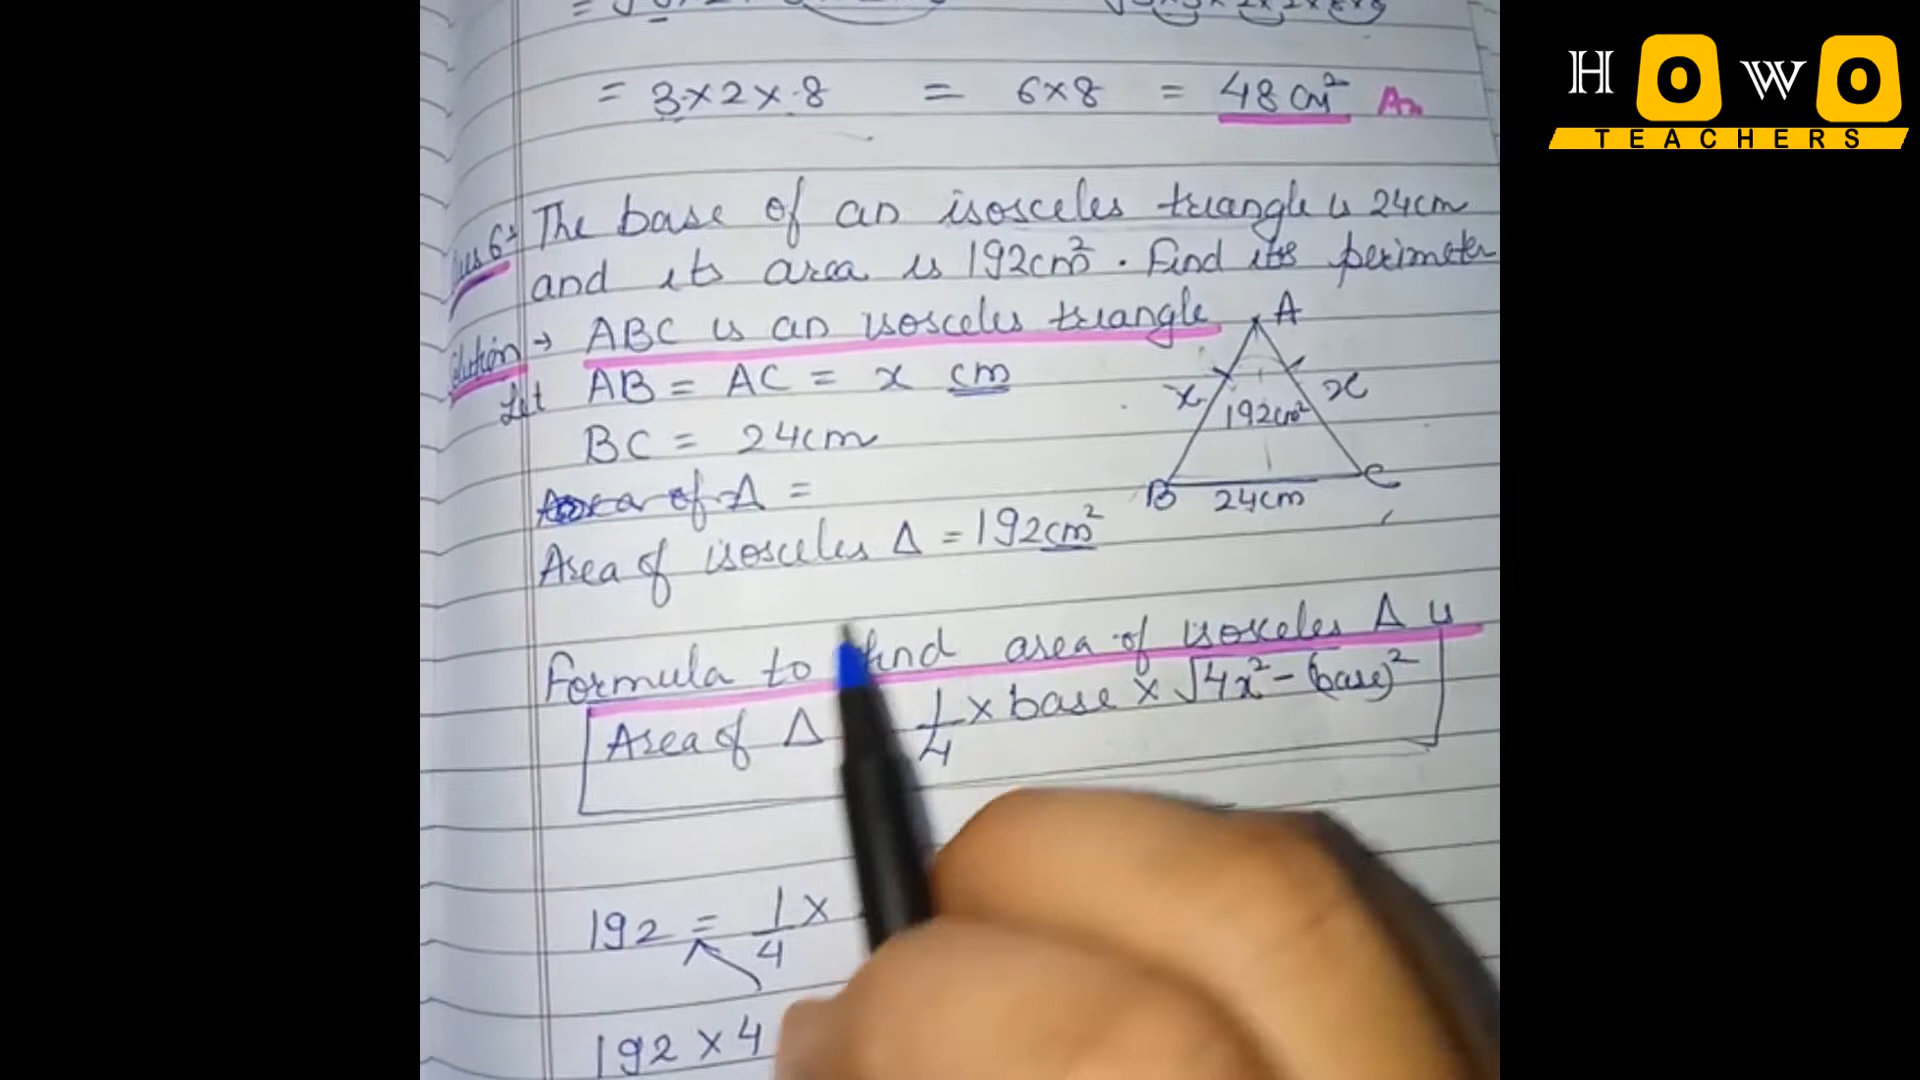 = 3×2×8 = 6×8 = 48 cm² Ans
HOWO
TEACHERS
Ques 6: The base of an isosceles triangle is 24cm
and its area is 192cm². Find its perimeter
Solution → ABC is an isosceles triangle
Let AB = AC = x cm
BC = 24cm
Area of Δ =
Area of isosceles Δ = 192cm²
A
x
x
192cm²
B
24cm
C
Formula to find area of isosceles Δ is
Area of Δ 1/4 × base × √4x² - (base)²
192 = 1/4 ×
192 × 4